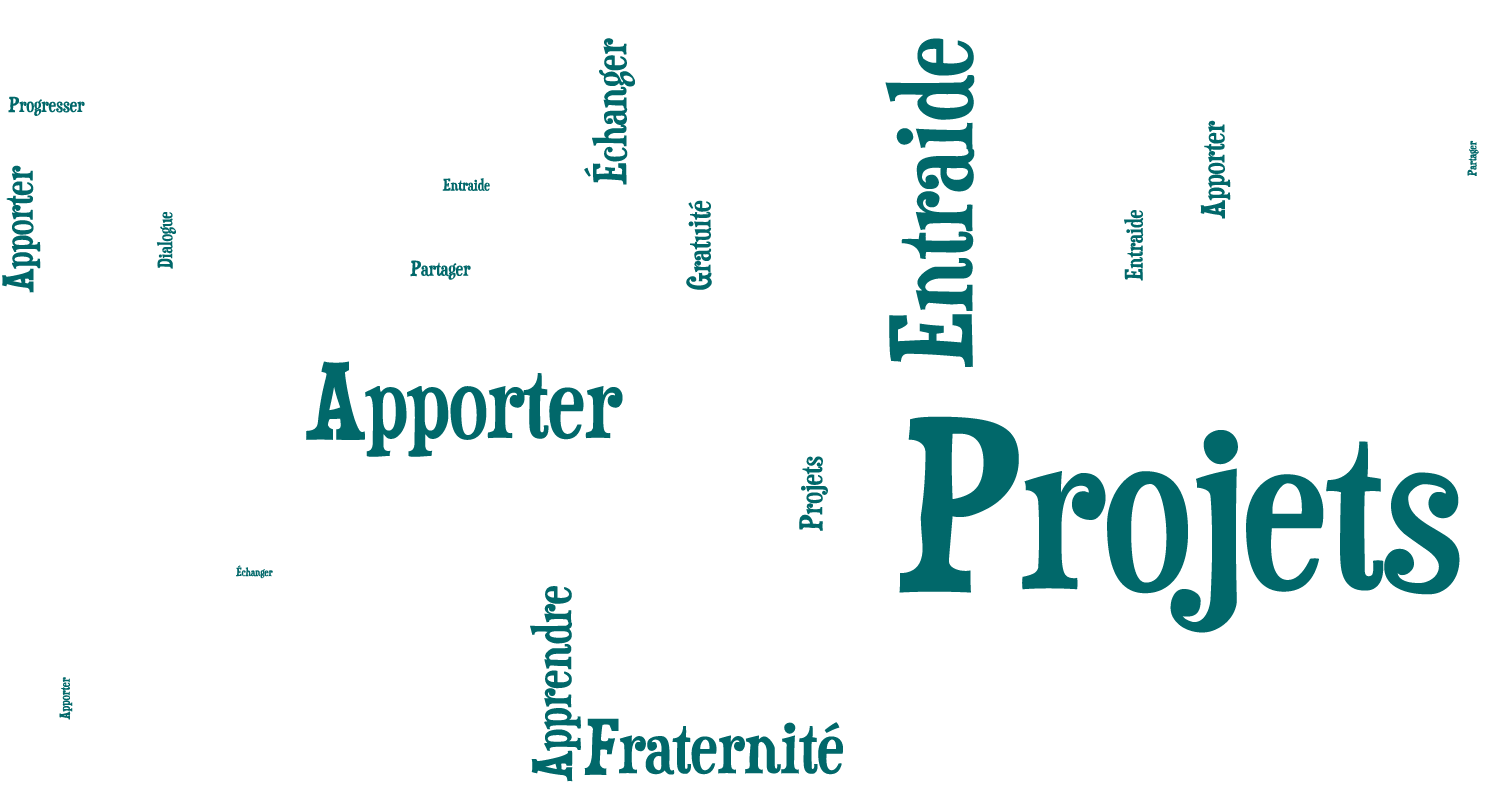 Échanger
Entraide
Progresser
Apporter
Partager
Apporter
Entraide
Gratuité
Dialogue
Entraide
Partager
Apporter
Projets
Projets
Échanger
Apprendre
Apporter
Fraternité